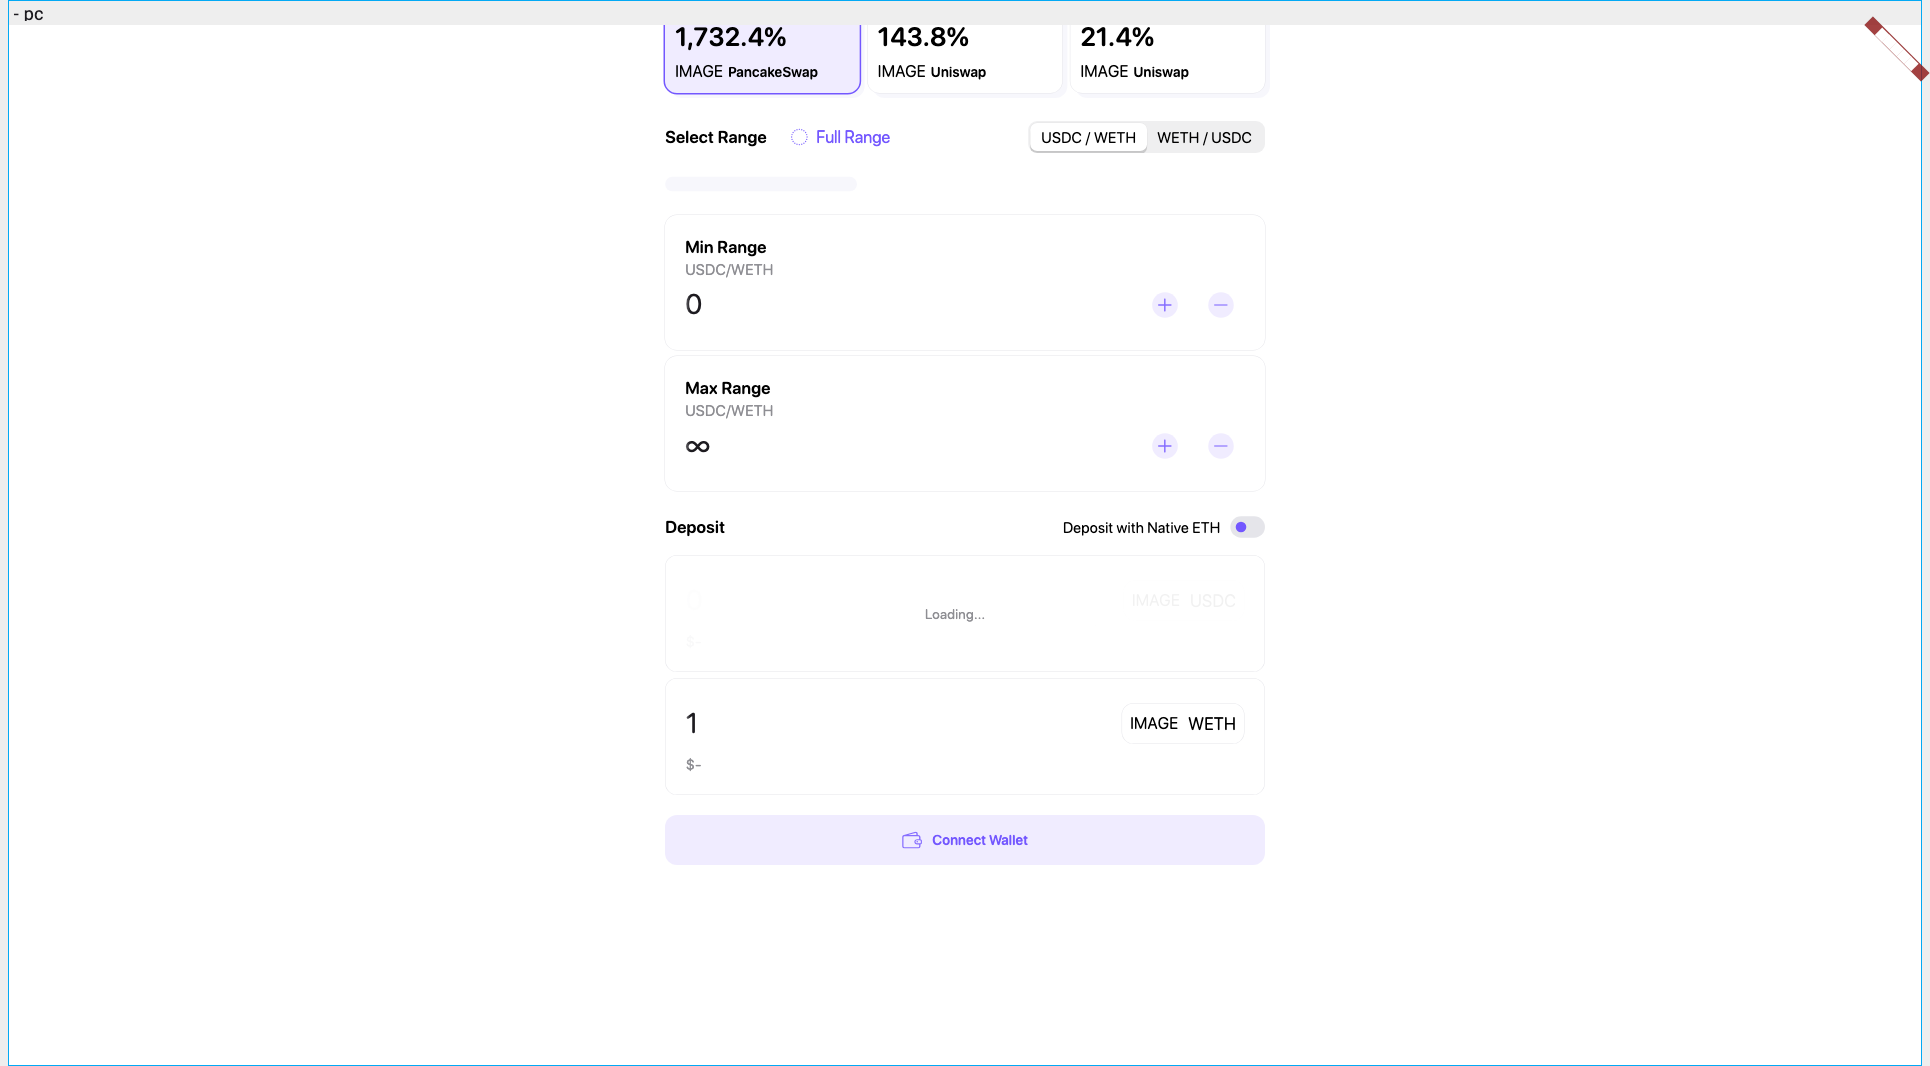 - pc
1,732.4% 143.8% 21.4%
IMAGE PancakeSwap IMAGE Uniswap IMAGE Uniswap
Select Range Full Range USDC / WETH WETH / USDC
Min Range
USDC/WETH
0
Max Range
USDC/WETH
∞
Deposit Deposit with Native ETH
IMAGE USDC
Loading...
$-
1 IMAGE WETH
$-
Connect Wallet